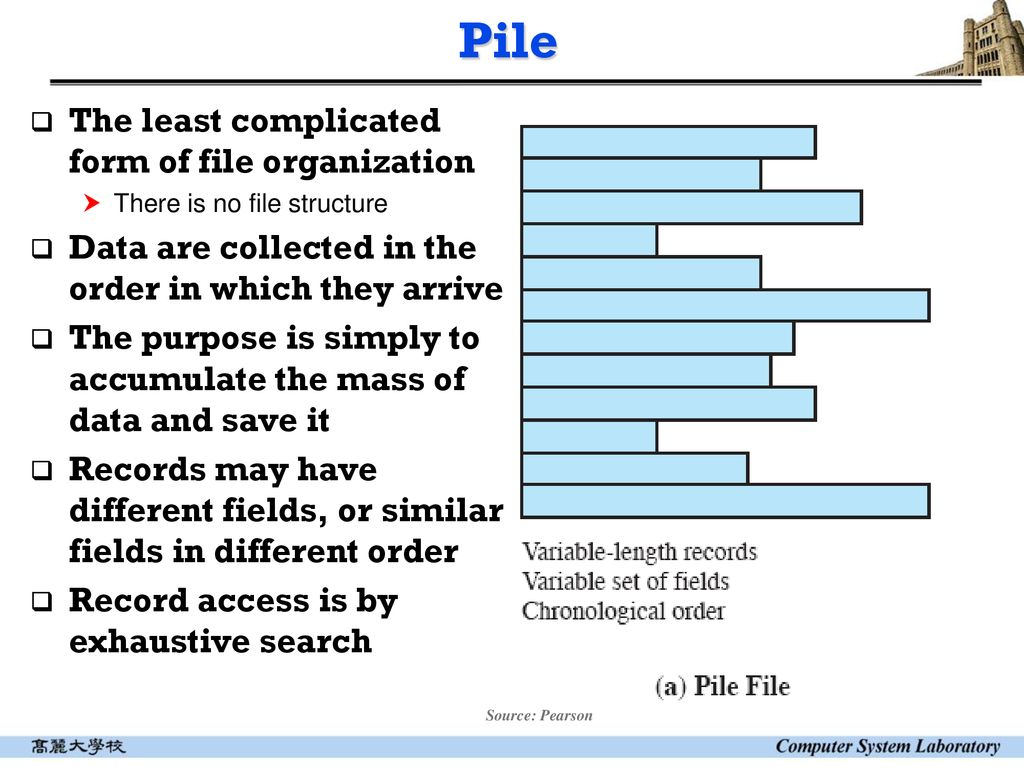 Pile
The least complicated
form of file organization
There is no file structure
Data are collected in the
order in which they arrive
The purpose is simply to
accumulate the mass of
data and save it
Records may have
different fields, or similar
fields in different order
Record access is by
exhaustive search
Variable-length records
Variable set of fields
Chronological order
(a) Pile File
Source: Pearson
髙麗大學校
Computer System Laboratory